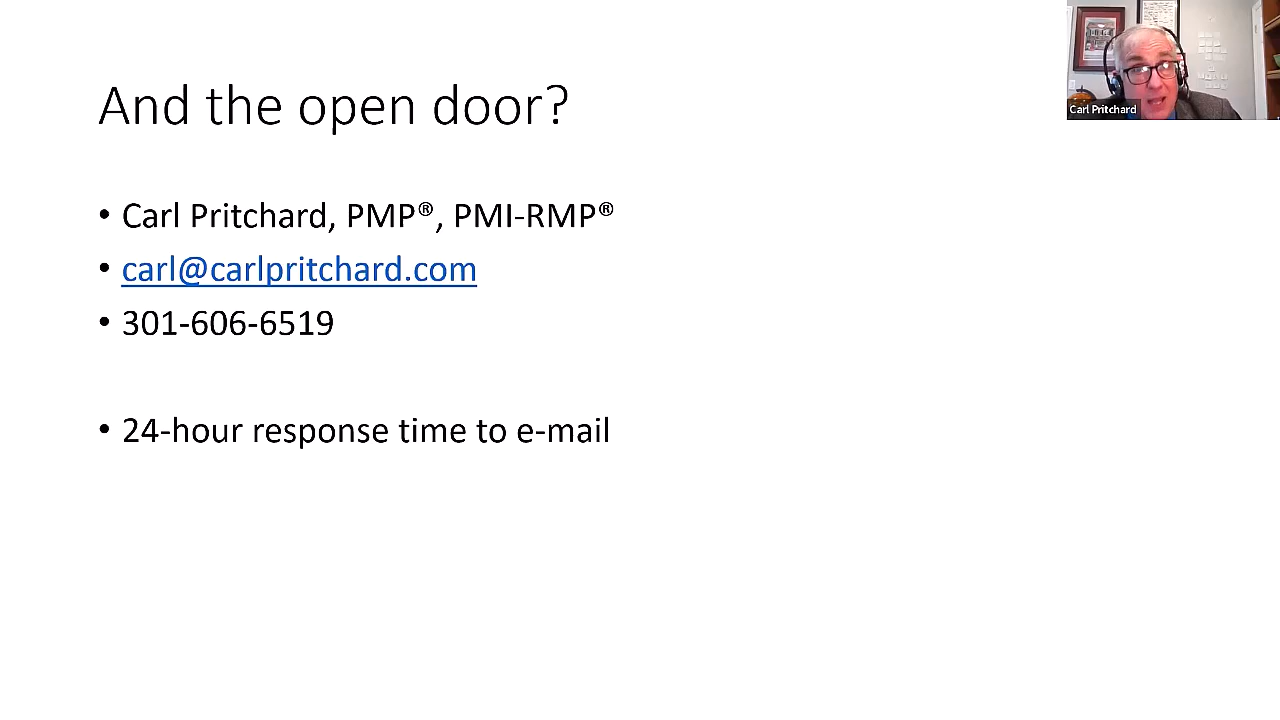 And the open door?
• Carl Pritchard, PMP®, PMI-RMP®
• carl@carlpritchard.com
• 301-606-6519
• 24-hour response time to e-mail
Carl Pritchard